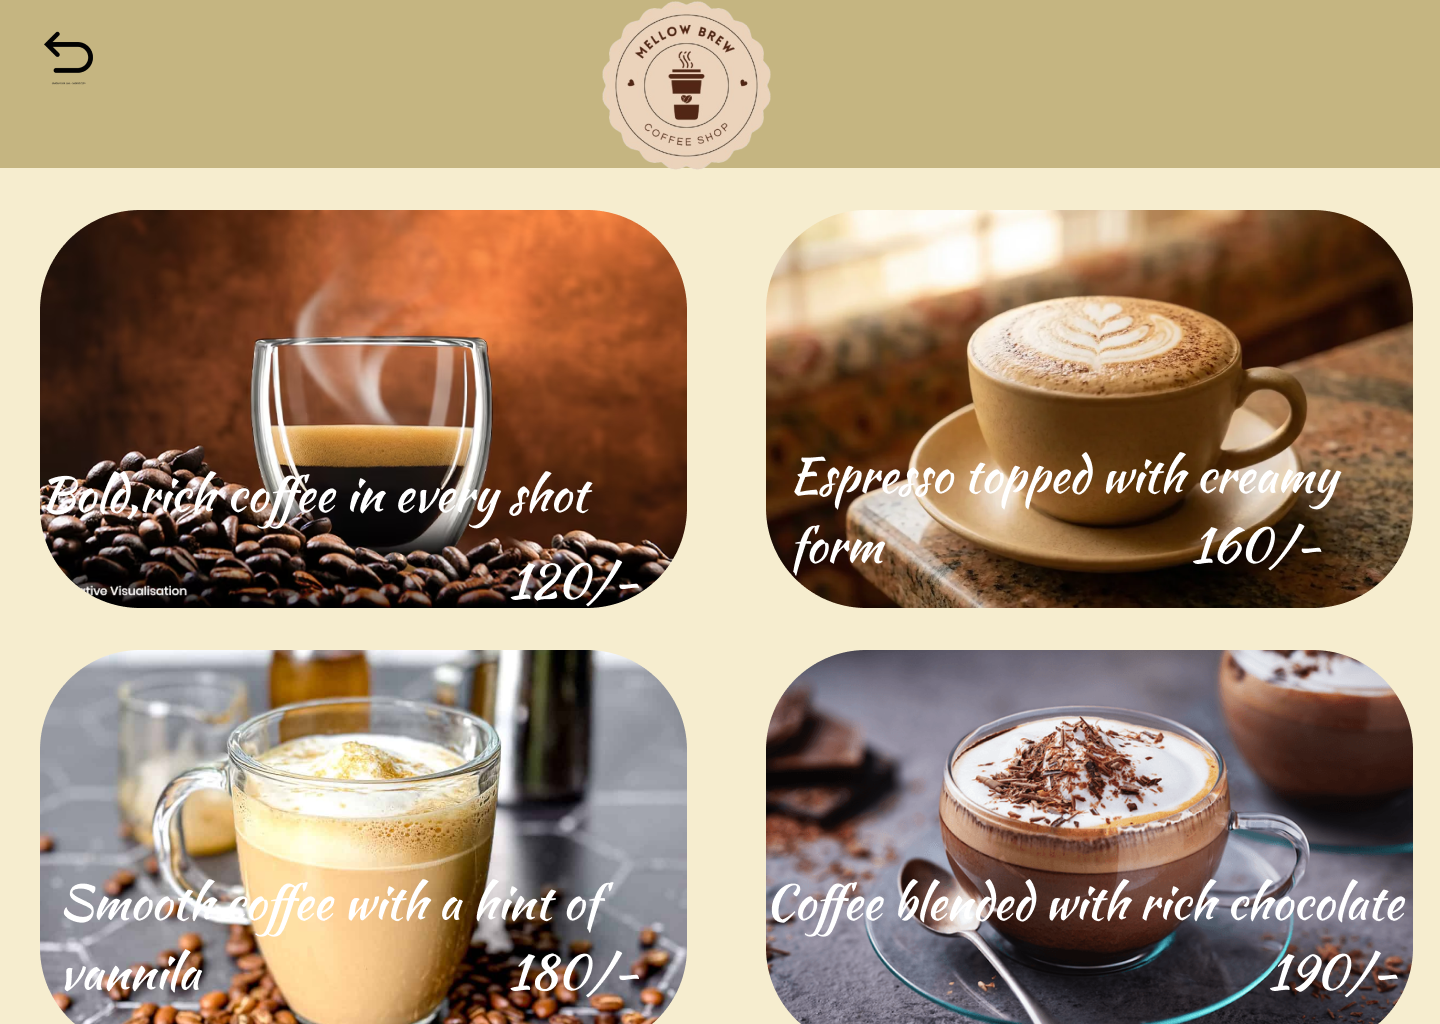 MELLOW BREW
COFFEE SHOP
Bold,rich coffee in every shot
120/-
tive Visualisation
Espresso topped with creamy
form 160/-
Smooth coffee with a hint of
vannila 180/-
Coffee blended with rich chocolate
190/-